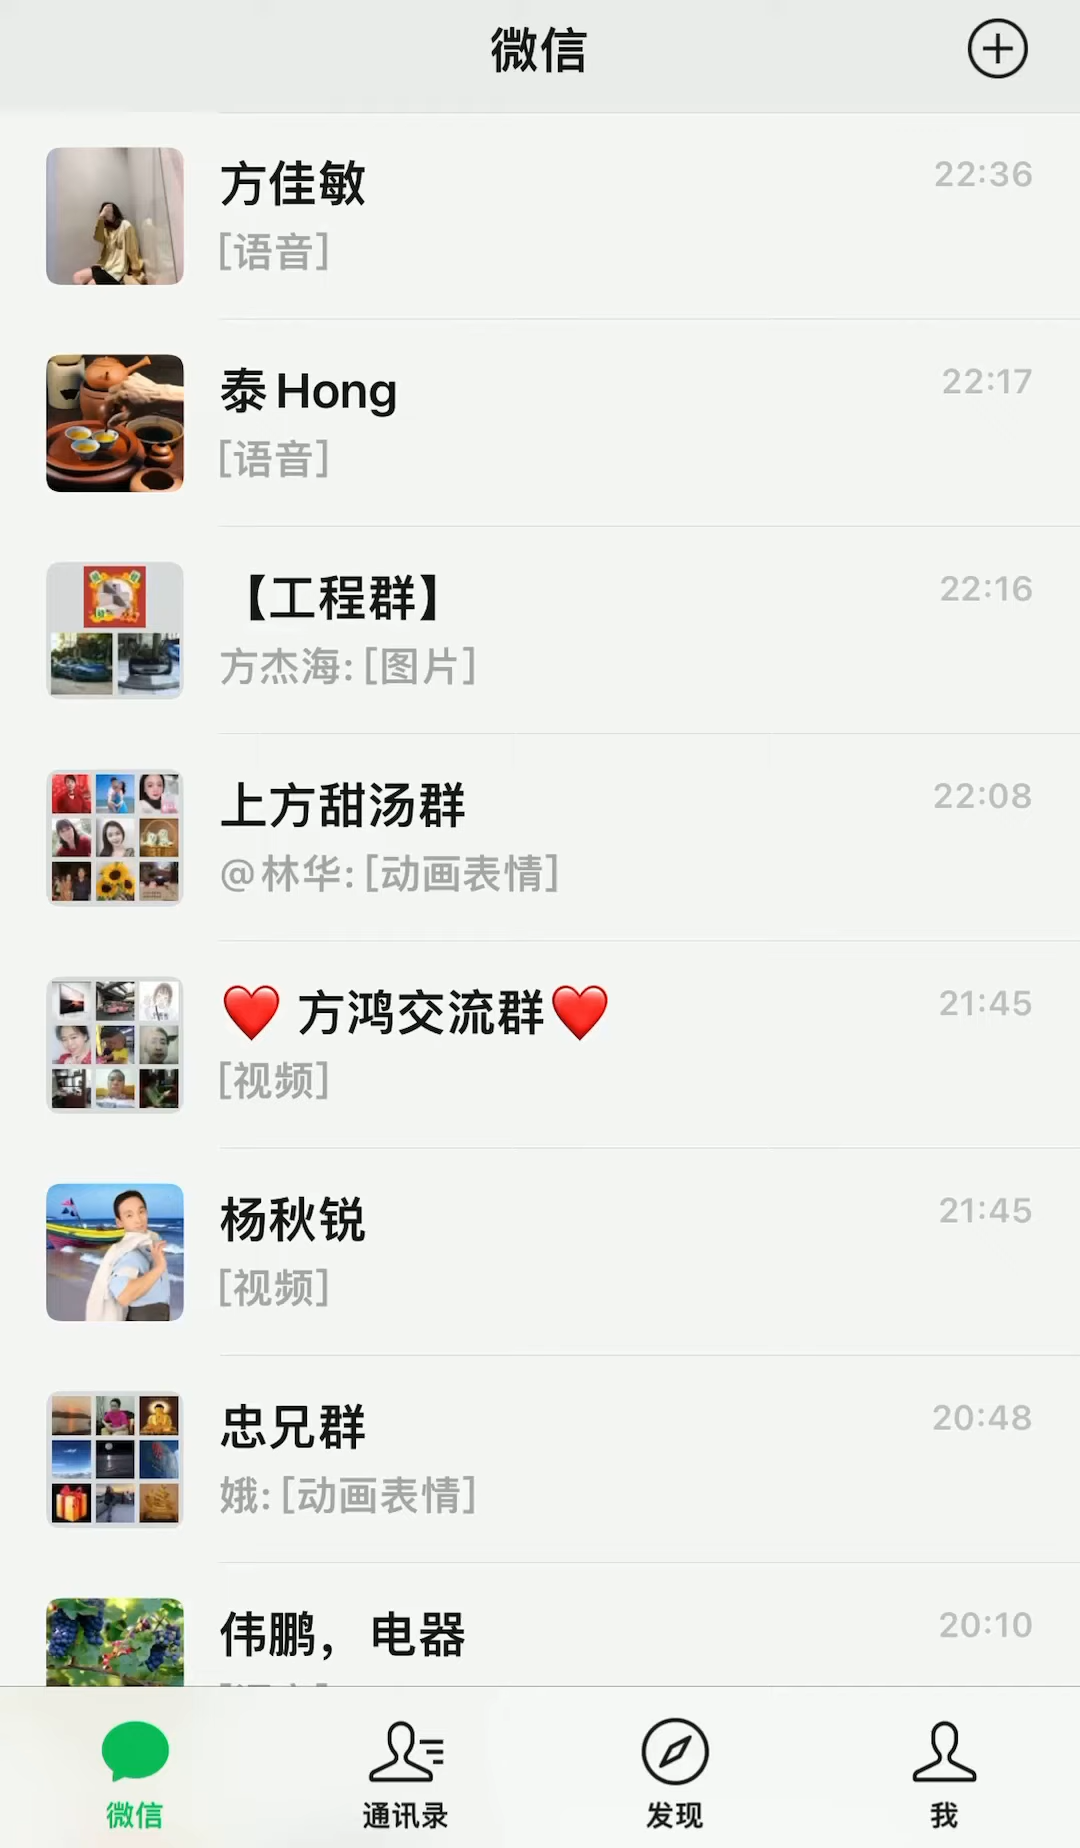 微信
方佳敏
22:36
[语音]
泰Hong
22:17
[语音]
【工程群】
22:16
方杰海: [图片]
上方甜汤群
22:08
@林华: [动画表情]
❤️ 方鸿交流群❤️
21:45
[视频]
杨秋锐
21:45
[视频]
忠兄群
20:48
娥: [动画表情]
伟鹏，电器
20:10
微信
通讯录
发现
我